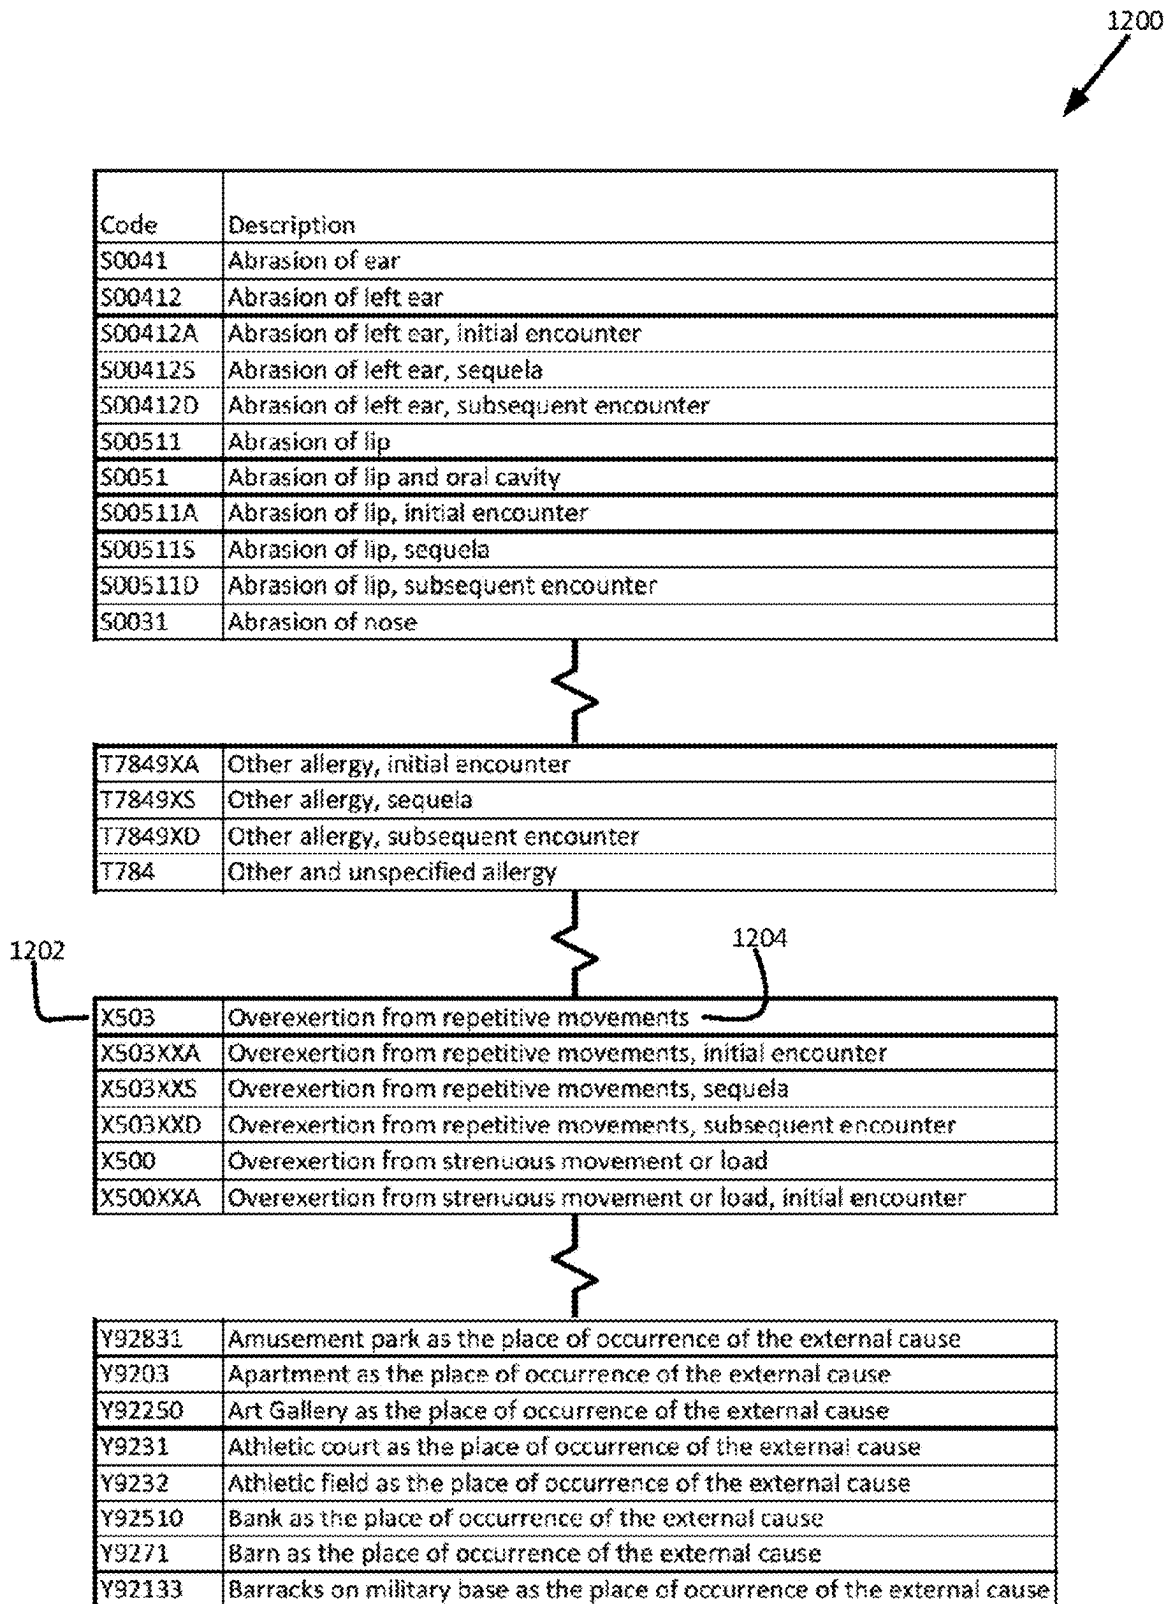 1200
Code Description
S0041 Abrasion of ear
S00412 Abrasion of left ear
S00412A Abrasion of left ear, initial encounter
S00412S Abrasion of left ear, sequela
S00412D Abrasion of left ear, subsequent encounter
S00511 Abrasion of lip
S0051 Abrasion of lip and oral cavity
S00511A Abrasion of lip, initial encounter
S00511S Abrasion of lip, sequela
S00511D Abrasion of lip, subsequent encounter
S0031 Abrasion of nose
T7849XA Other allergy, initial encounter
T7849XS Other allergy, sequela
T7849XD Other allergy, subsequent encounter
T784 Other and unspecified allergy
1202 1204
X503 Overexertion from repetitive movements
X503XXA Overexertion from repetitive movements, initial encounter
X503XXS Overexertion from repetitive movements, sequela
X503XXD Overexertion from repetitive movements, subsequent encounter
X500 Overexertion from strenuous movement or load
X500XXA Overexertion from strenuous movement or load, initial encounter
Y92831 Amusement park as the place of occurrence of the external cause
Y9203 Apartment as the place of occurrence of the external cause
Y92250 Art Gallery as the place of occurrence of the external cause
Y9231 Athletic court as the place of occurrence of the external cause
Y9232 Athletic field as the place of occurrence of the external cause
Y92510 Bank as the place of occurrence of the external cause
Y9271 Barn as the place of occurrence of the external cause
Y92133 Barracks on military base as the place of occurrence of the external cause